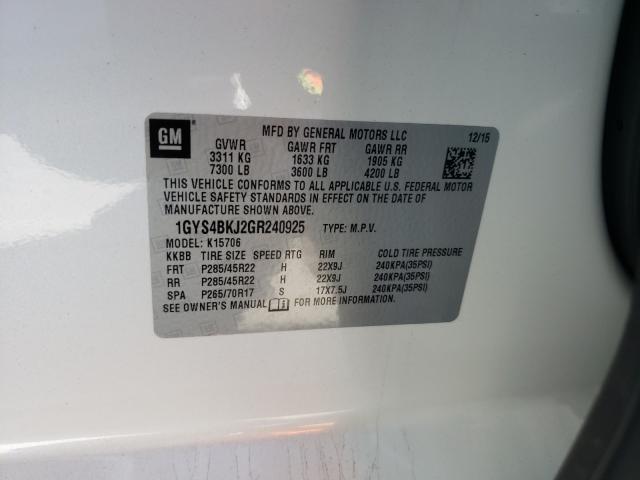 GM
MFD BY GENERAL MOTORS LLC 12/15
GVWR GAWR FRT GAWR RR
3311 KG 1633 KG 1905 KG
7300 LB 3600 LB 4200 LB
THIS VEHICLE CONFORMS TO ALL APPLICABLE U.S. FEDERAL MOTOR
VEHICLE SAFETY STANDARDS IN EFFECT ON THE DATE OF
MANUFACTURE SHOWN ABOVE.
1GYS4BKJ2GR240925 TYPE: M.P.V.
MODEL: K15706
KKBB TIRE SIZE SPEED RTG RIM COLD TIRE PRESSURE
FRT P285/45R22 H 22X9J 240KPA(35PSI)
RR P285/45R22 H 22X9J 240KPA(35PSI)
SPA P265/70R17 S 17X7.5J 240KPA(35PSI)
SEE OWNER'S MANUAL FOR MORE INFORMATION.